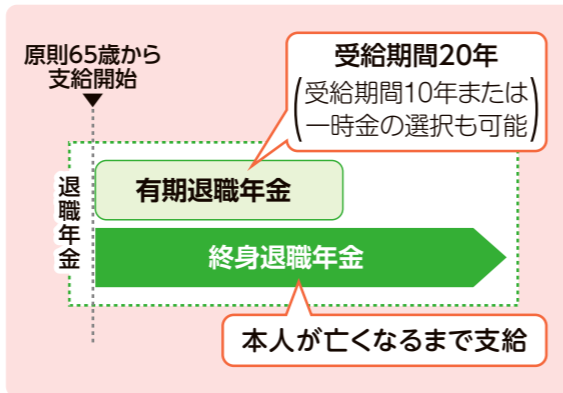 原則65歳から
支給開始
受給期間20年
受給期間10年または
一時金の選択も可能
退職年金
有期退職年金
終身退職年金
本人が亡くなるまで支給